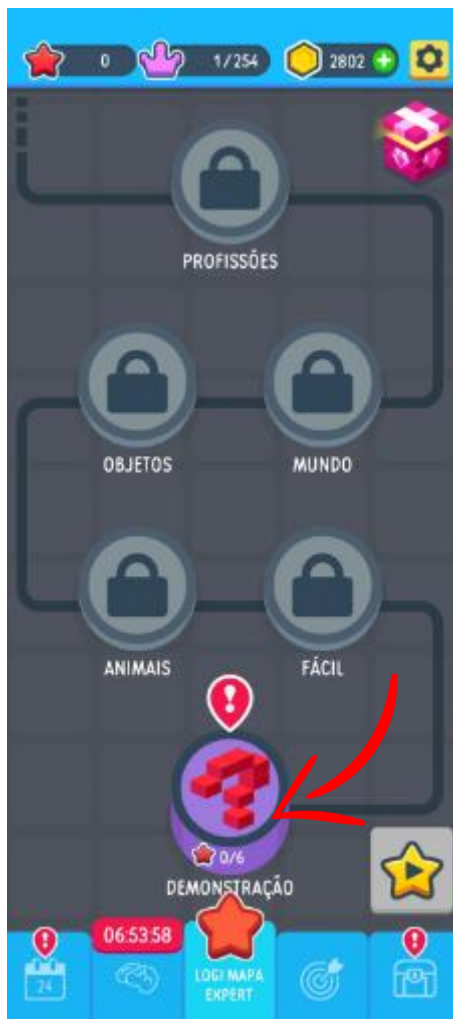 0
1/254
2802
PROFISSÕES
OBJETOS
MUNDO
ANIMAIS
FÁCIL
0/6
DEMONSTRAÇÃO
06:53:58
24
LOGI MAPA
EXPERT